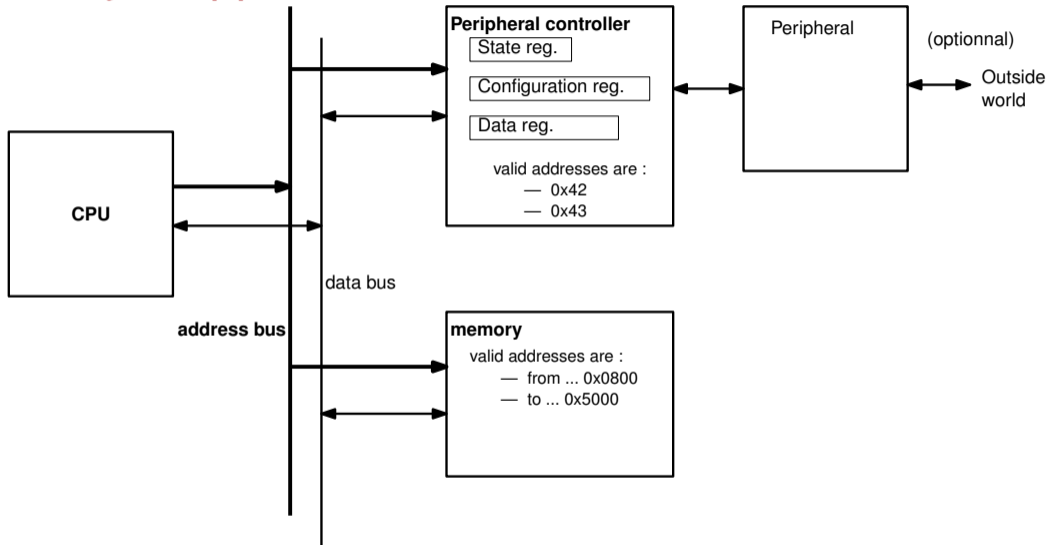 Peripheral controller
State reg.
Configuration reg.
Data reg.
valid addresses are :
— 0x42
— 0x43
Peripheral
(optionnal)
Outside
world
CPU
data bus
address bus
memory
valid addresses are :
— from ... 0x0800
— to ... 0x5000